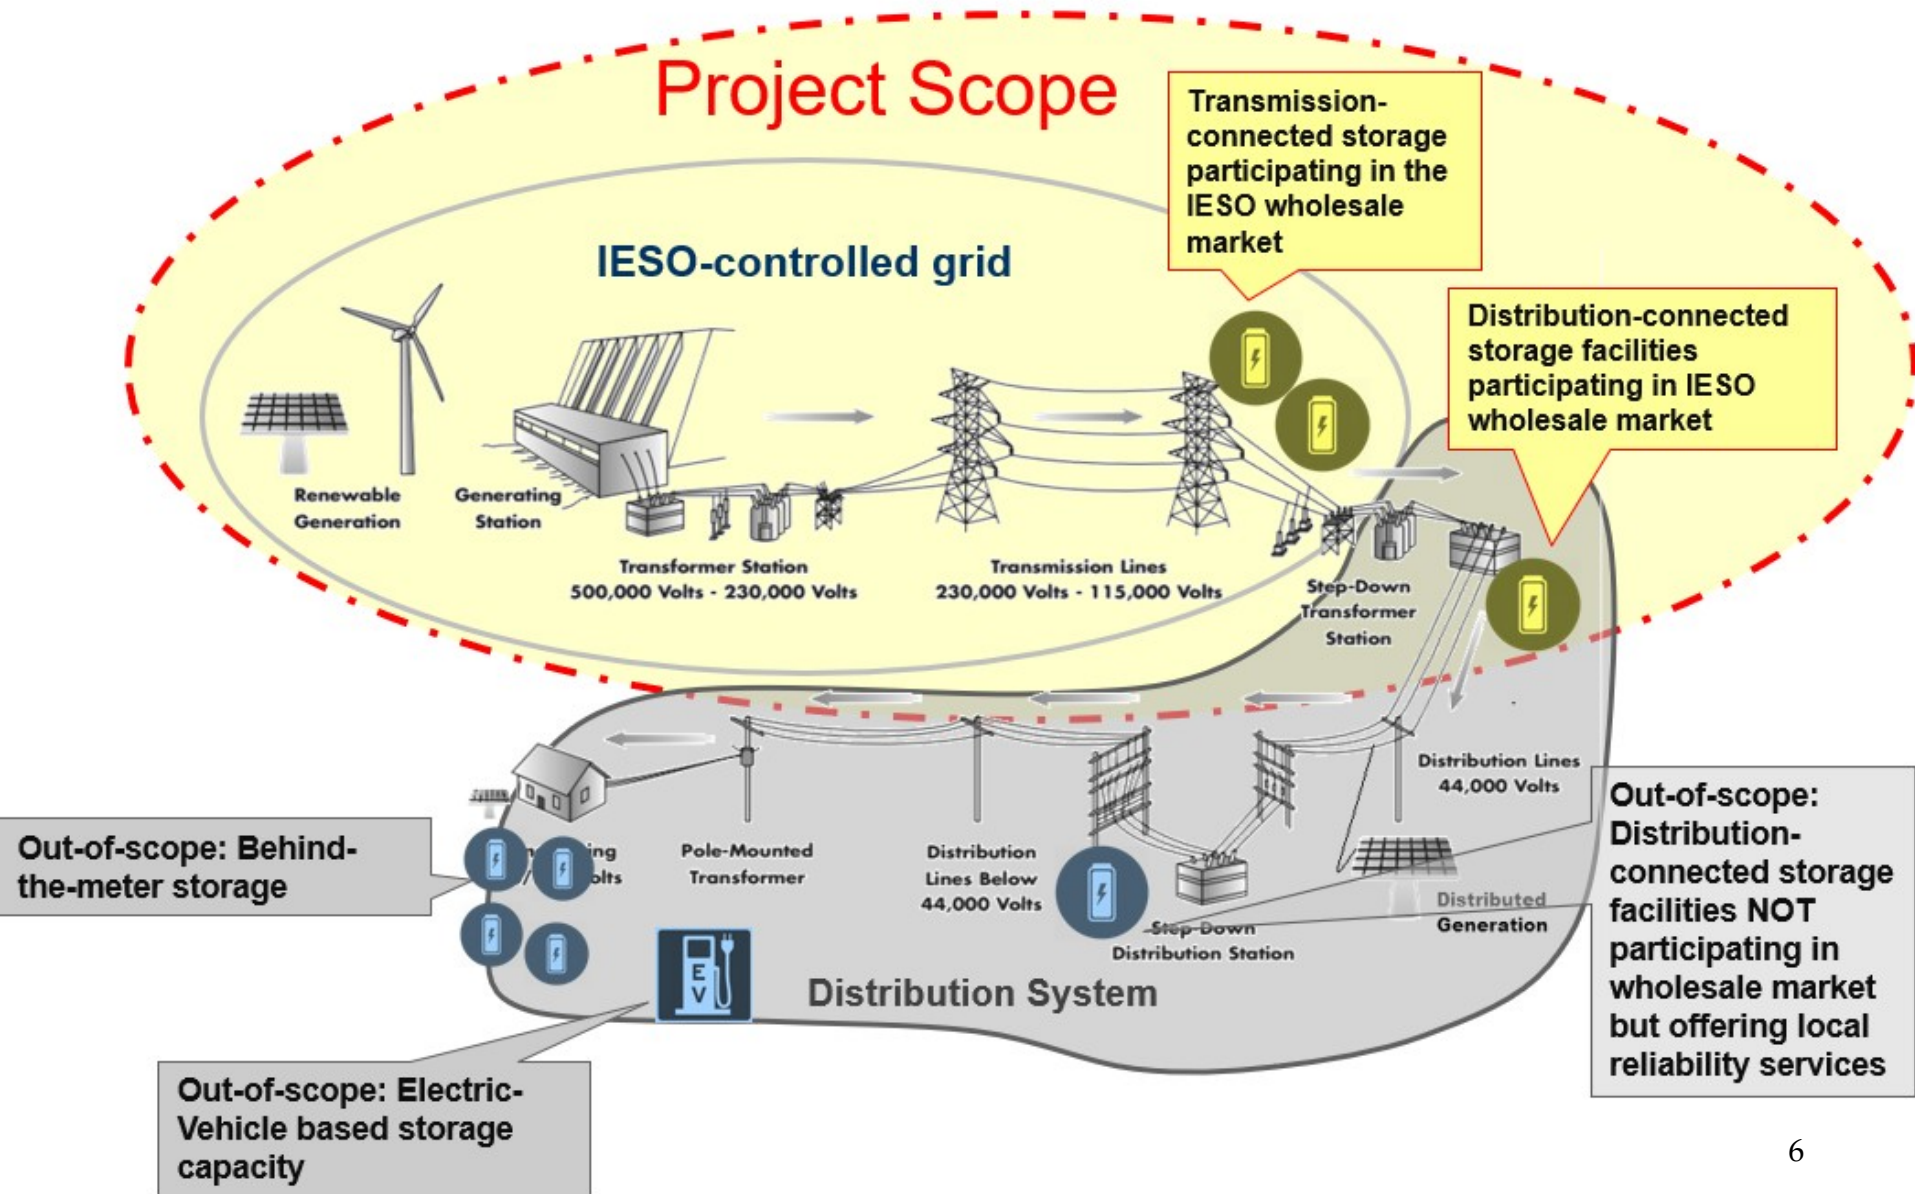 Project Scope
Transmission-
connected storage
participating in the
IESO wholesale
market
IESO-controlled grid
Distribution-connected
storage facilities
participating in IESO
wholesale market
Renewable
Generation
Generating
Station
Transformer Station
500,000 Volts - 230,000 Volts
Transmission Lines
230,000 Volts - 115,000 Volts
Step-Down
Transformer
Station
Distribution Lines
44,000 Volts
Out-of-scope: Behind-
the-meter storage
Pole-Mounted
Transformer
Distribution
Lines Below
44,000 Volts
Step-Down
Distribution Station
Distributed
Generation
Out-of-scope:
Distribution-
connected storage
facilities NOT
participating in
wholesale market
but offering local
reliability services
E
V
Distribution System
Out-of-scope: Electric-
Vehicle based storage
capacity
6